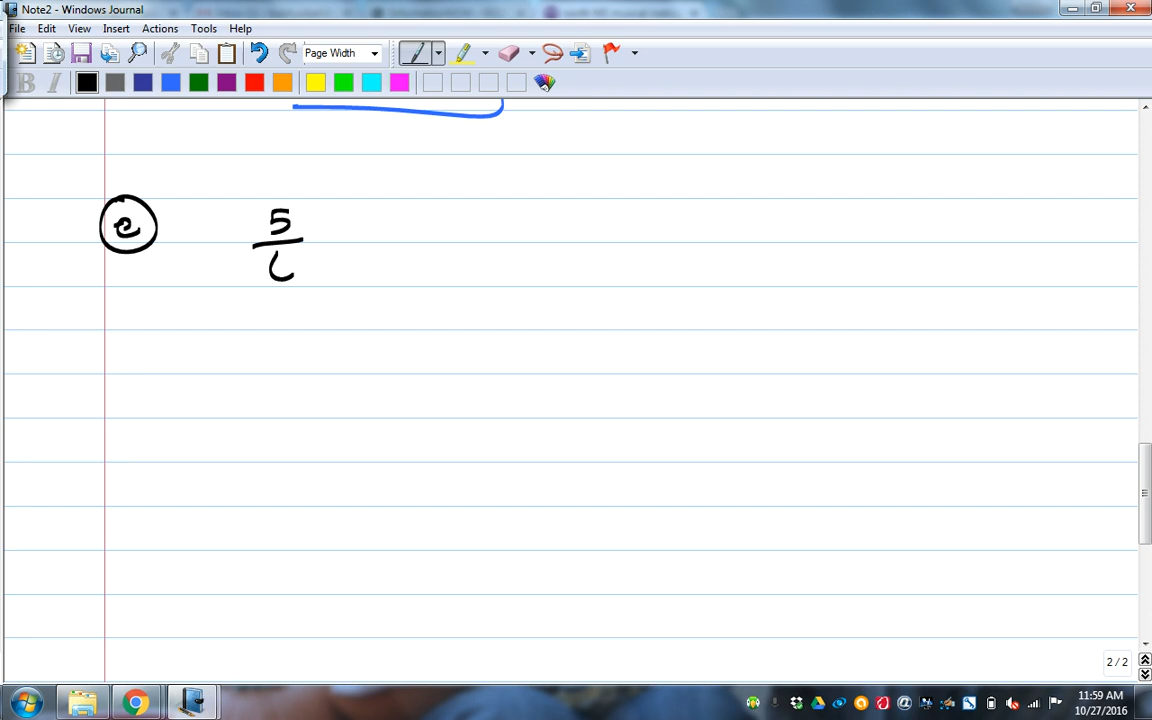 Note2 - Windows Journal
File Edit View Insert Actions Tools Help
Page Width
B I
e 5
2 / 2
11:59 AM
10/27/2016